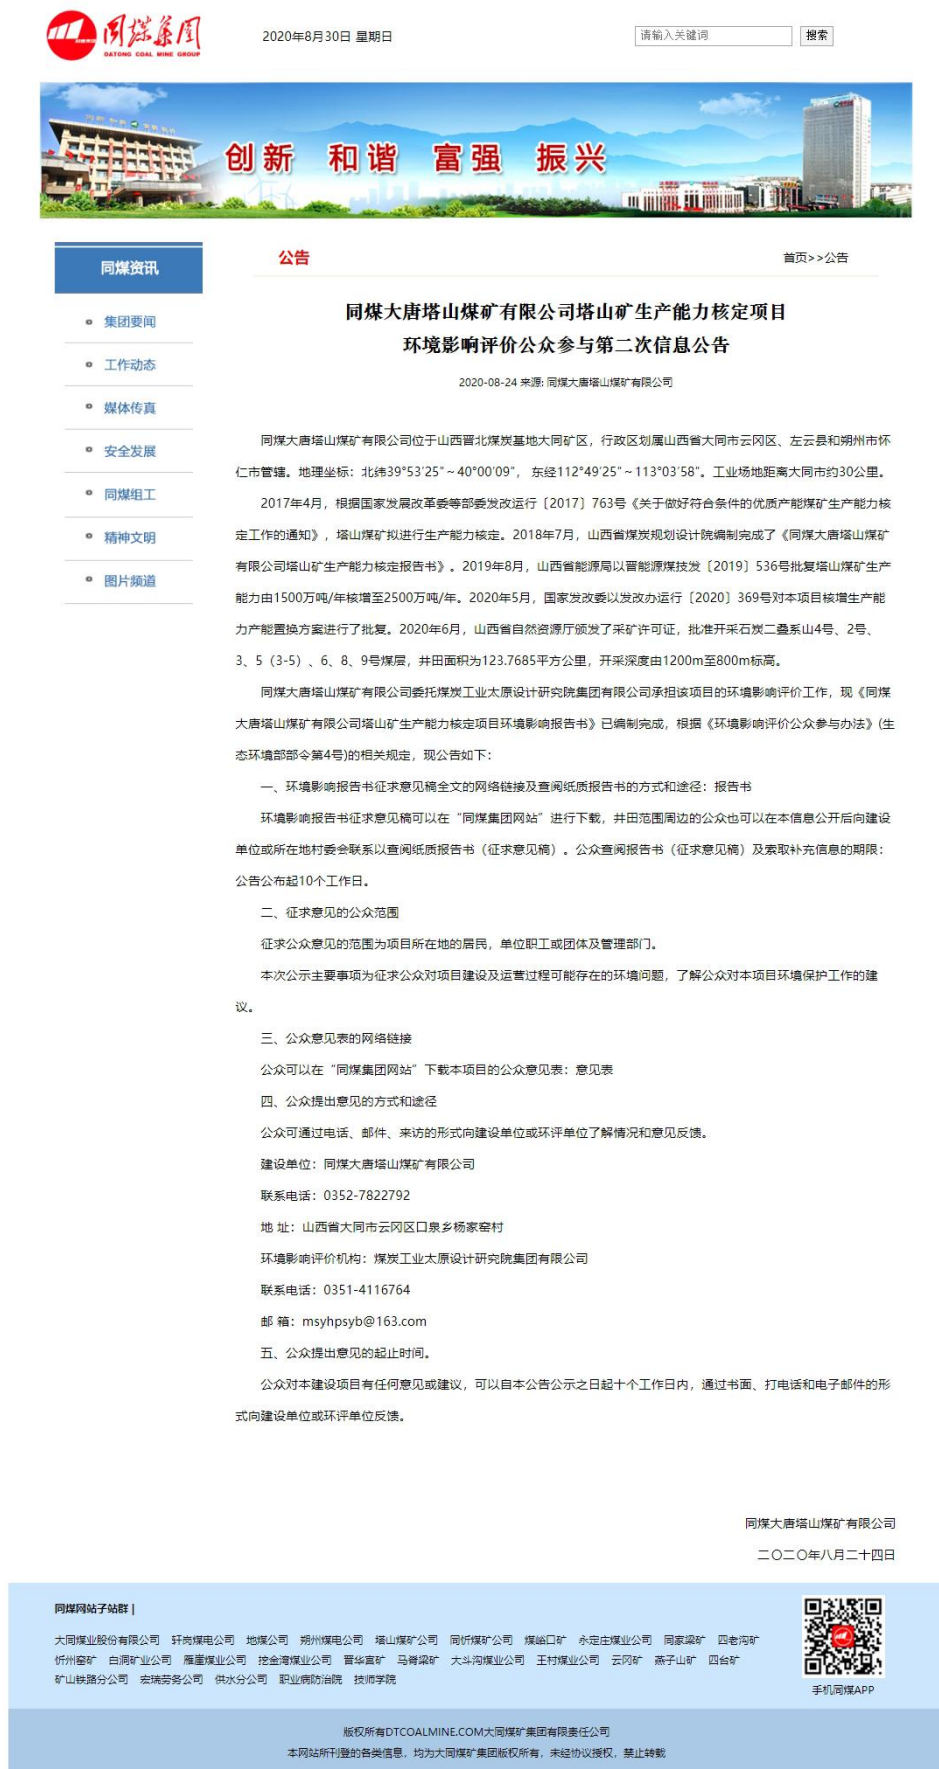 同煤集团
DATONG COAL MINE GROUP
2020年8月30日 星期日
请输入关键词
搜索
创新 和谐 富强 振兴
同煤资讯
集团要闻
工作动态
媒体传真
安全发展
同煤组工
精神文明
图片频道
公告
首页>>公告
同煤大唐塔山煤矿有限公司塔山矿生产能力核定项目
环境影响评价公众参与第二次信息公告
2020-08-24 来源: 同煤大唐塔山煤矿有限公司
同煤大唐塔山煤矿有限公司位于山西晋北煤炭基地大同矿区，行政区划属山西省大同市云冈区、左云县和朔州市怀
仁市管辖。地理坐标：北纬39°53′25″～40°00′09″， 东经112°49′25″～113°03′58″。工业场地距离大同市约30公里。
2017年4月，根据国家发展改革委等部委发改运行〔2017〕763号《关于做好符合条件的优质产能煤矿生产能力核
定工作的通知》，塔山煤矿拟进行生产能力核定。2018年7月，山西省煤炭规划设计院编制完成了《同煤大唐塔山煤矿
有限公司塔山矿生产能力核定报告书》。2019年8月，山西省能源局以晋能源煤技发〔2019〕536号批复塔山煤矿生产
能力由1500万吨/年核增至2500万吨/年。2020年5月，国家发改委以发改办运行〔2020〕369号对本项目核增生产能
力产能置换方案进行了批复。2020年6月，山西省自然资源厅颁发了采矿许可证，批准开采石炭二叠系山4号、2号、
3、5（3-5）、6、8、9号煤层，井田面积为123.7685平方公里，开采深度由1200m至800m标高。
同煤大唐塔山煤矿有限公司委托煤炭工业太原设计研究院集团有限公司承担该项目的环境影响评价工作，现《同煤
大唐塔山煤矿有限公司塔山矿生产能力核定项目环境影响报告书》已编制完成，根据《环境影响评价公众参与办法》(生
态环境部部令第4号)的相关规定，现公告如下：
一、环境影响报告书征求意见稿全文的网络链接及查阅纸质报告书的方式和途径：报告书
环境影响报告书征求意见稿可以在“同煤集团网站”进行下载，井田范围周边的公众也可以在本信息公开后向建设
单位或所在地村委会联系以查阅纸质报告书（征求意见稿）。公众查阅报告书（征求意见稿）及索取补充信息的期限：
公告公布起10个工作日。
二、征求意见的公众范围
征求公众意见的范围为项目所在地的居民，单位职工或团体及管理部门。
本次公示主要事项为征求公众对项目建设及运营过程可能存在的环境问题，了解公众对本项目环境保护工作的建
议。
三、公众意见表的网络链接
公众可以在“同煤集团网站”下载本项目的公众意见表：意见表
四、公众提出意见的方式和途径
公众可通过电话、邮件、来访的形式向建设单位或环评单位了解情况和意见反馈。
建设单位：同煤大唐塔山煤矿有限公司
联系电话：0352-7822792
地 址：山西省大同市云冈区口泉乡杨家窑村
环境影响评价机构：煤炭工业太原设计研究院集团有限公司
联系电话：0351-4116764
邮 箱：msyhpsyb@163.com
五、公众提出意见的起止时间。
公众对本建设项目有任何意见或建议，可以自本公告公示之日起十个工作日内，通过书面、打电话和电子邮件的形
式向建设单位或环评单位反馈。
同煤大唐塔山煤矿有限公司
二〇二〇年八月二十四日
同煤网站子站群 |
大同煤业股份有限公司 轩岗煤电公司 地煤公司 朔州煤电公司 塔山煤矿公司 同忻煤矿公司 煤峪口矿 永定庄煤业公司 同家梁矿 四老沟矿
忻州窑矿 白洞矿业公司 雁崖煤业公司 挖金湾煤业公司 晋华宫矿 马脊梁矿 大斗沟煤业公司 王村煤业公司 云冈矿 燕子山矿 四台矿
矿山铁路分公司 宏瑞劳务公司 供水分公司 职业病防治院 技师学院
手机同煤APP
版权所有DTCOALMINE.COM大同煤矿集团有限责任公司
本网站所刊登的各类信息，均为大同煤矿集团版权所有，未经协议授权，禁止转载